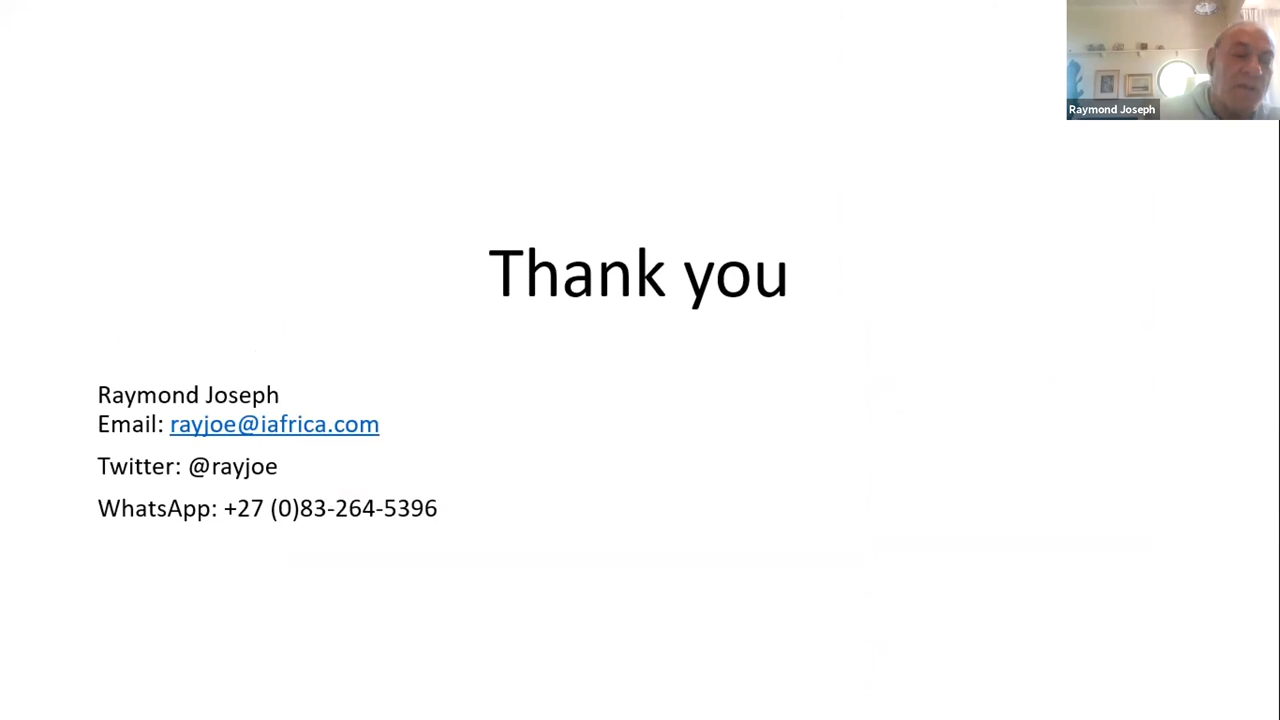 Raymond Joseph
Thank you
Raymond Joseph
Email: rayjoe@iafrica.com
Twitter: @rayjoe
WhatsApp: +27 (0)83-264-5396